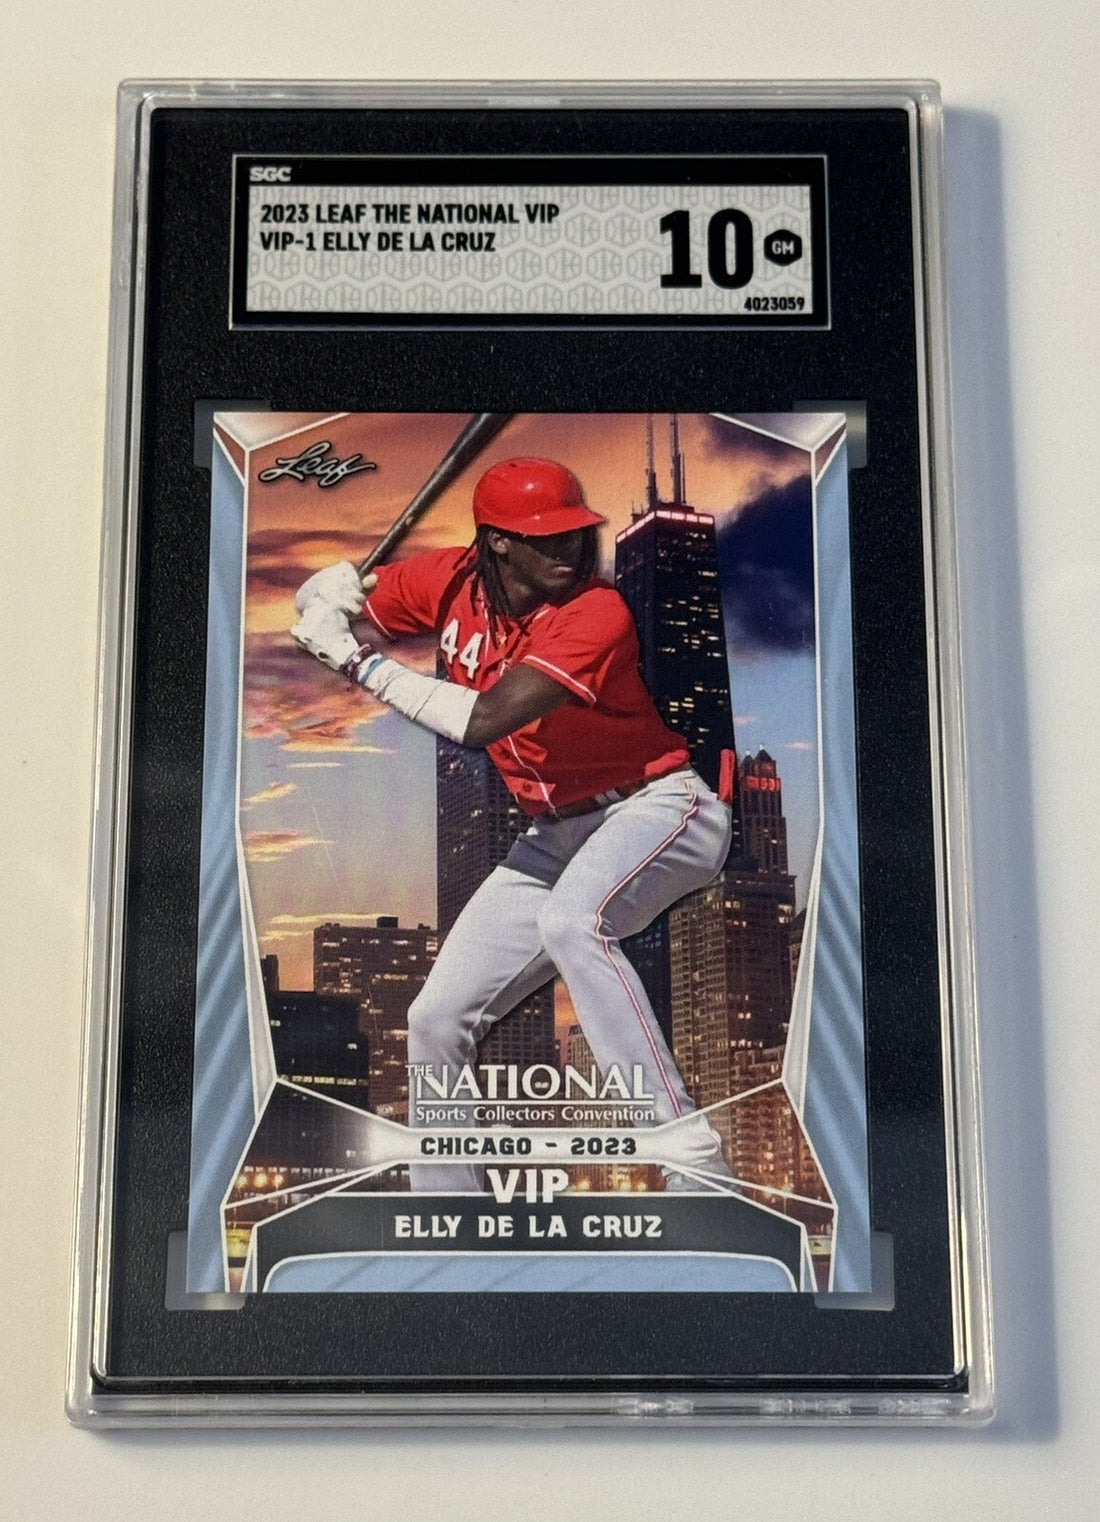 SGC
2023 LEAF THE NATIONAL VIP
VIP-1 ELLY DE LA CRUZ
10 GM
4023059
Leaf
44
THE NATIONAL
Sports Collectors Convention
CHICAGO - 2023
VIP
ELLY DE LA CRUZ